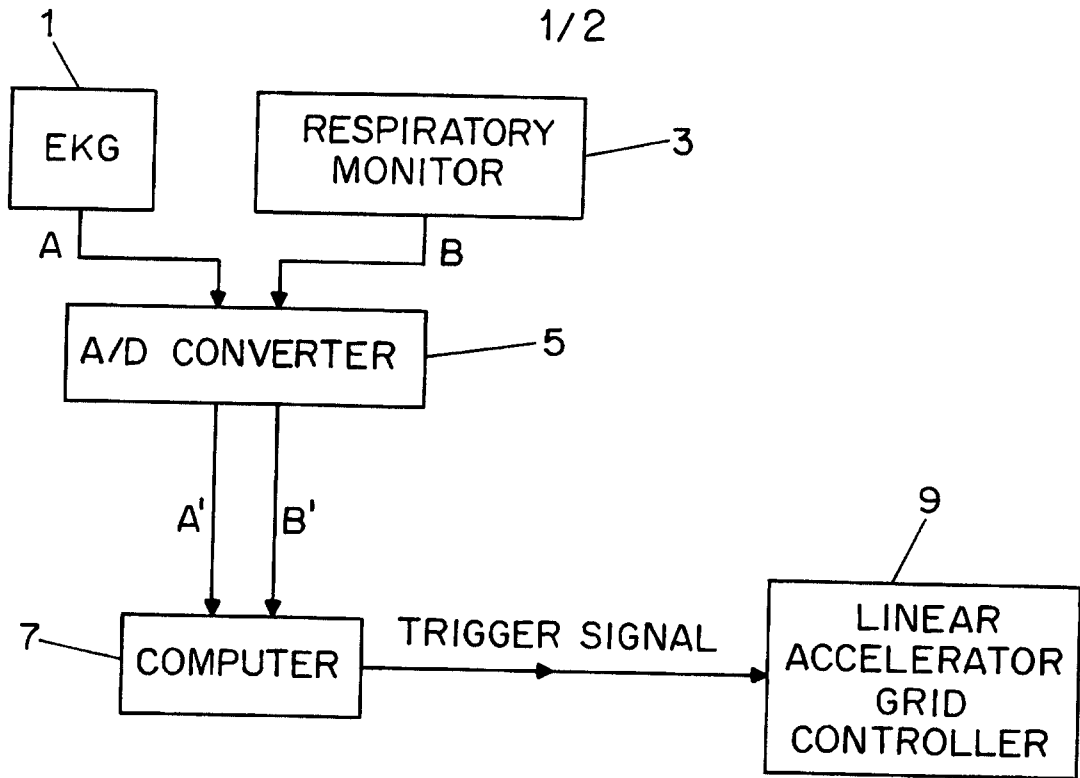 1
1/2
EKG
RESPIRATORY
MONITOR
3
A
B
A/D CONVERTER
5
A'
B'
9
7
COMPUTER
TRIGGER SIGNAL
LINEAR
ACCELERATOR
GRID
CONTROLLER